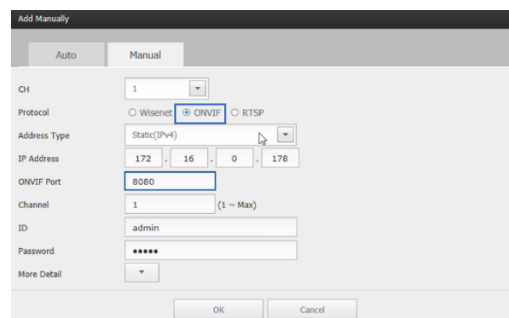 Add Manually
Auto Manual
CH 1
Protocol Wisenet ONVIF RTSP
Address Type Static(IPv4)
IP Address 172 . 16 . 0 . 178
ONVIF Port 8080
Channel 1 (1 ~ Max)
ID admin
Password •••••
More Detail
OK Cancel